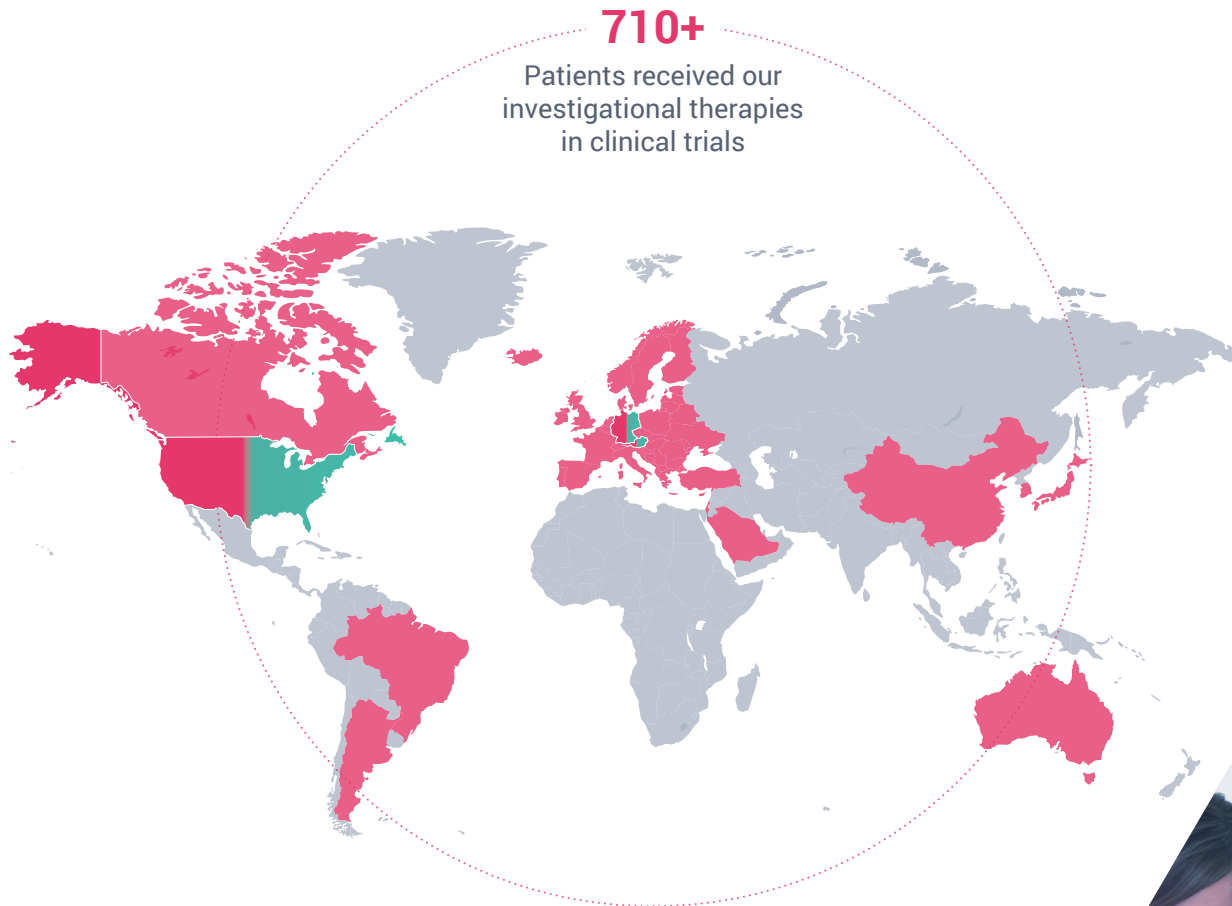 710+
Patients received our
investigational therapies
in clinical trials